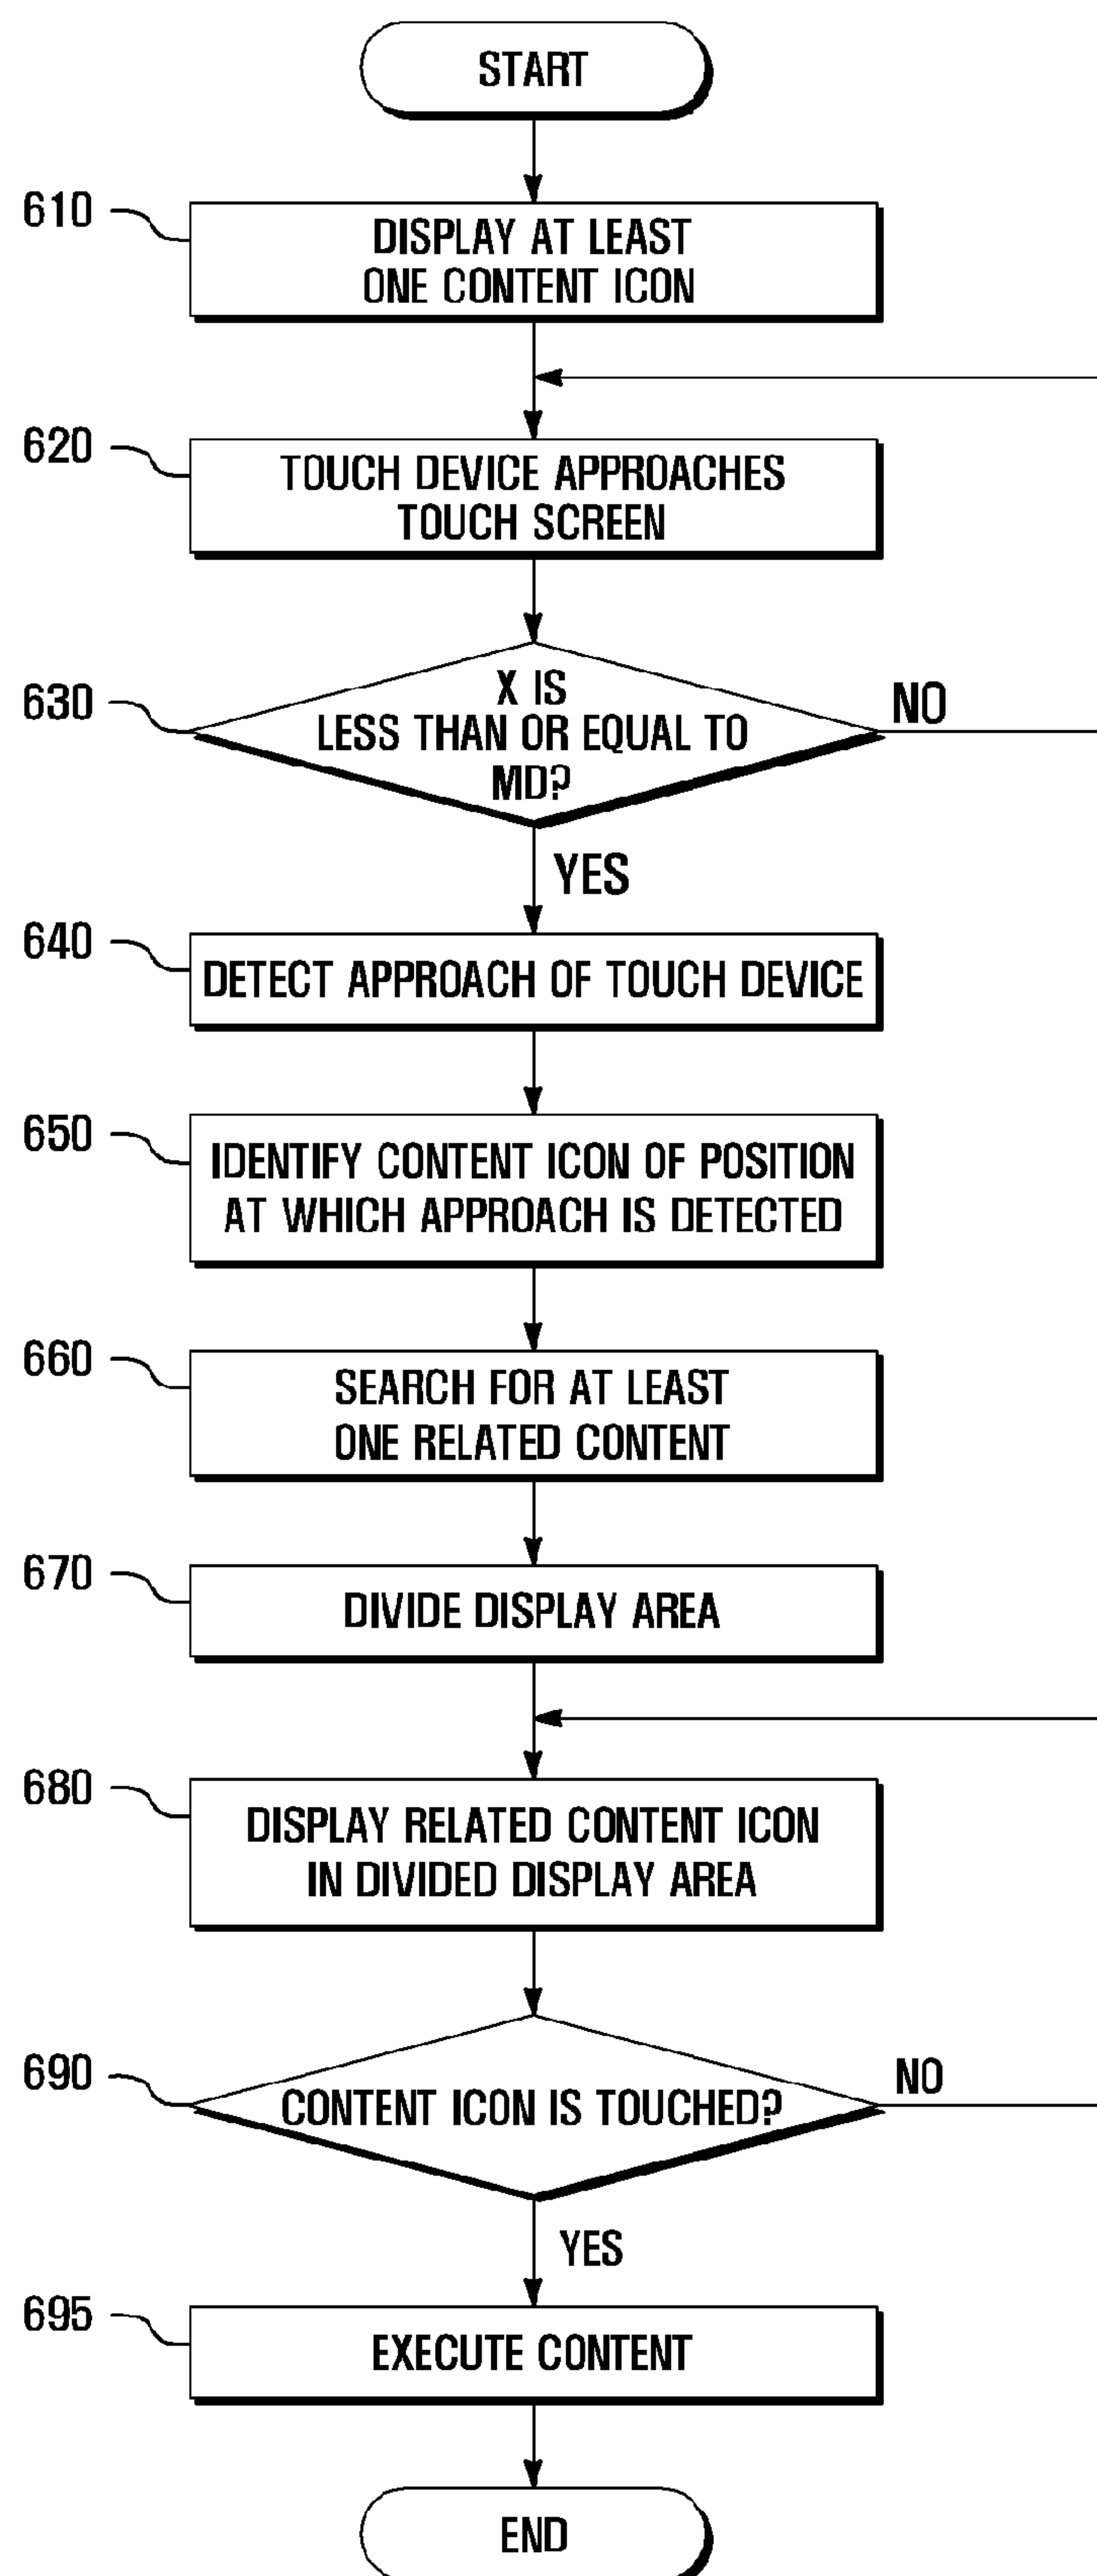 START
610
DISPLAY AT LEAST
ONE CONTENT ICON
620
TOUCH DEVICE APPROACHES
TOUCH SCREEN
630
X IS
LESS THAN OR EQUAL TO
MD?
NO
YES
640
DETECT APPROACH OF TOUCH DEVICE
650
IDENTIFY CONTENT ICON OF POSITION
AT WHICH APPROACH IS DETECTED
660
SEARCH FOR AT LEAST
ONE RELATED CONTENT
670
DIVIDE DISPLAY AREA
680
DISPLAY RELATED CONTENT ICON
IN DIVIDED DISPLAY AREA
690
CONTENT ICON IS TOUCHED?
NO
YES
695
EXECUTE CONTENT
END